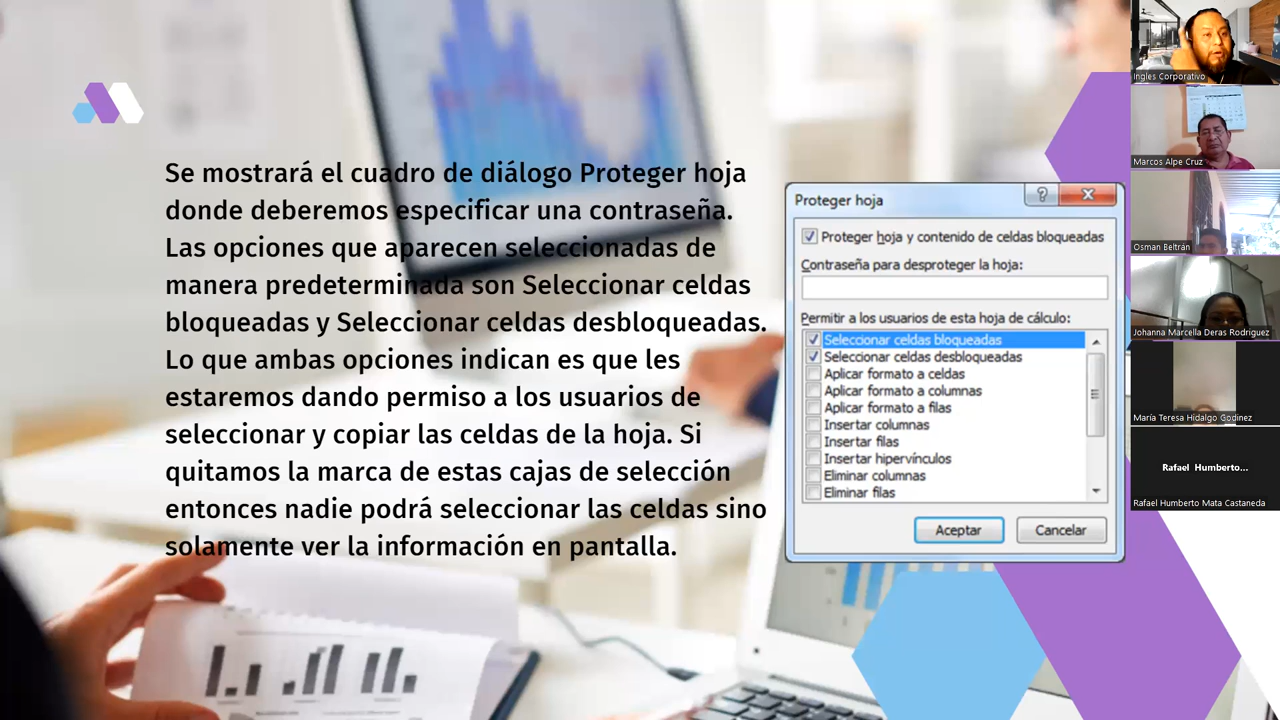 Se mostrará el cuadro de diálogo Proteger hoja
donde deberemos especificar una contraseña.
Las opciones que aparecen seleccionadas de
manera predeterminada son Seleccionar celdas
bloqueadas y Seleccionar celdas desbloqueadas.
Lo que ambas opciones indican es que les
estaremos dando permiso a los usuarios de
seleccionar y copiar las celdas de la hoja. Si
quitamos la marca de estas cajas de selección
entonces nadie podrá seleccionar las celdas sino
solamente ver la información en pantalla.
Proteger hoja
?
Proteger hoja y contenido de celdas bloqueadas
Contraseña para desproteger la hoja:
Permitir a los usuarios de esta hoja de cálculo:
Seleccionar celdas bloqueadas
Seleccionar celdas desbloqueadas
Aplicar formato a celdas
Aplicar formato a columnas
Aplicar formato a filas
Insertar columnas
Insertar filas
Insertar hipervínculos
Eliminar columnas
Eliminar filas
Aceptar
Cancelar
Ingles Corporativo
Marcos Alpe Cruz
Osman Beltrán
Johanna Marcella Deras Rodriguez
María Teresa Hidalgo Godinez
Rafael Humberto...
Rafael Humberto Mata Castaneda